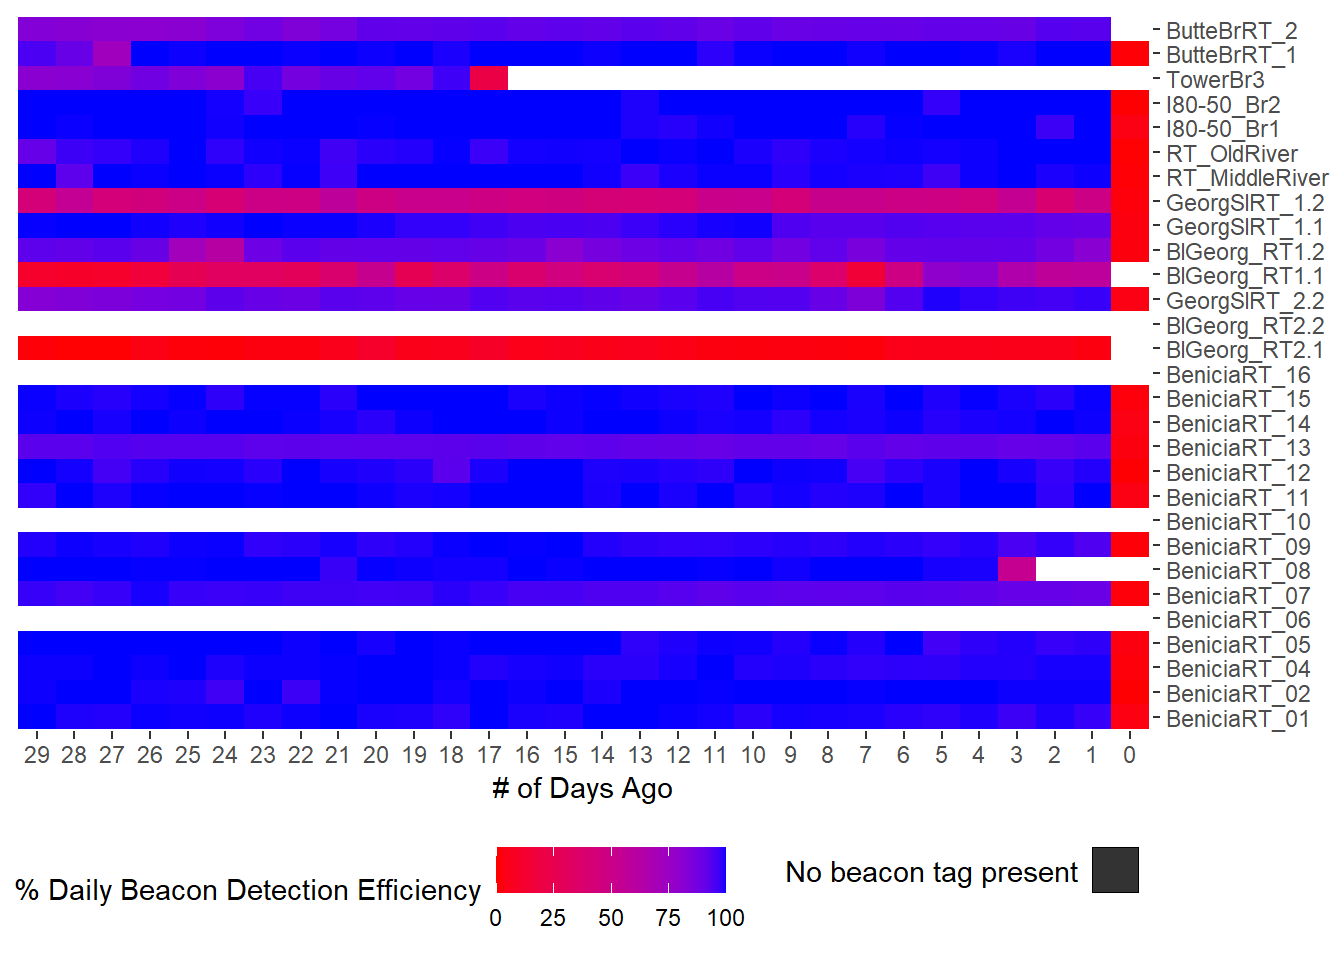 ButteBrRT_2
ButteBrRT_1
TowerBr3
I80-50_Br2
I80-50_Br1
RT_OldRiver
RT_MiddleRiver
GeorgSlRT_1.2
GeorgSlRT_1.1
BlGeorg_RT1.2
BlGeorg_RT1.1
GeorgSlRT_2.2
BlGeorg_RT2.2
BlGeorg_RT2.1
BeniciaRT_16
BeniciaRT_15
BeniciaRT_14
BeniciaRT_13
BeniciaRT_12
BeniciaRT_11
BeniciaRT_10
BeniciaRT_09
BeniciaRT_08
BeniciaRT_07
BeniciaRT_06
BeniciaRT_05
BeniciaRT_04
BeniciaRT_02
BeniciaRT_01
29 28 27 26 25 24 23 22 21 20 19 18 17 16 15 14 13 12 11 10 9 8 7 6 5 4 3 2 1 0
# of Days Ago
% Daily Beacon Detection Efficiency
0 25 50 75 100
No beacon tag present